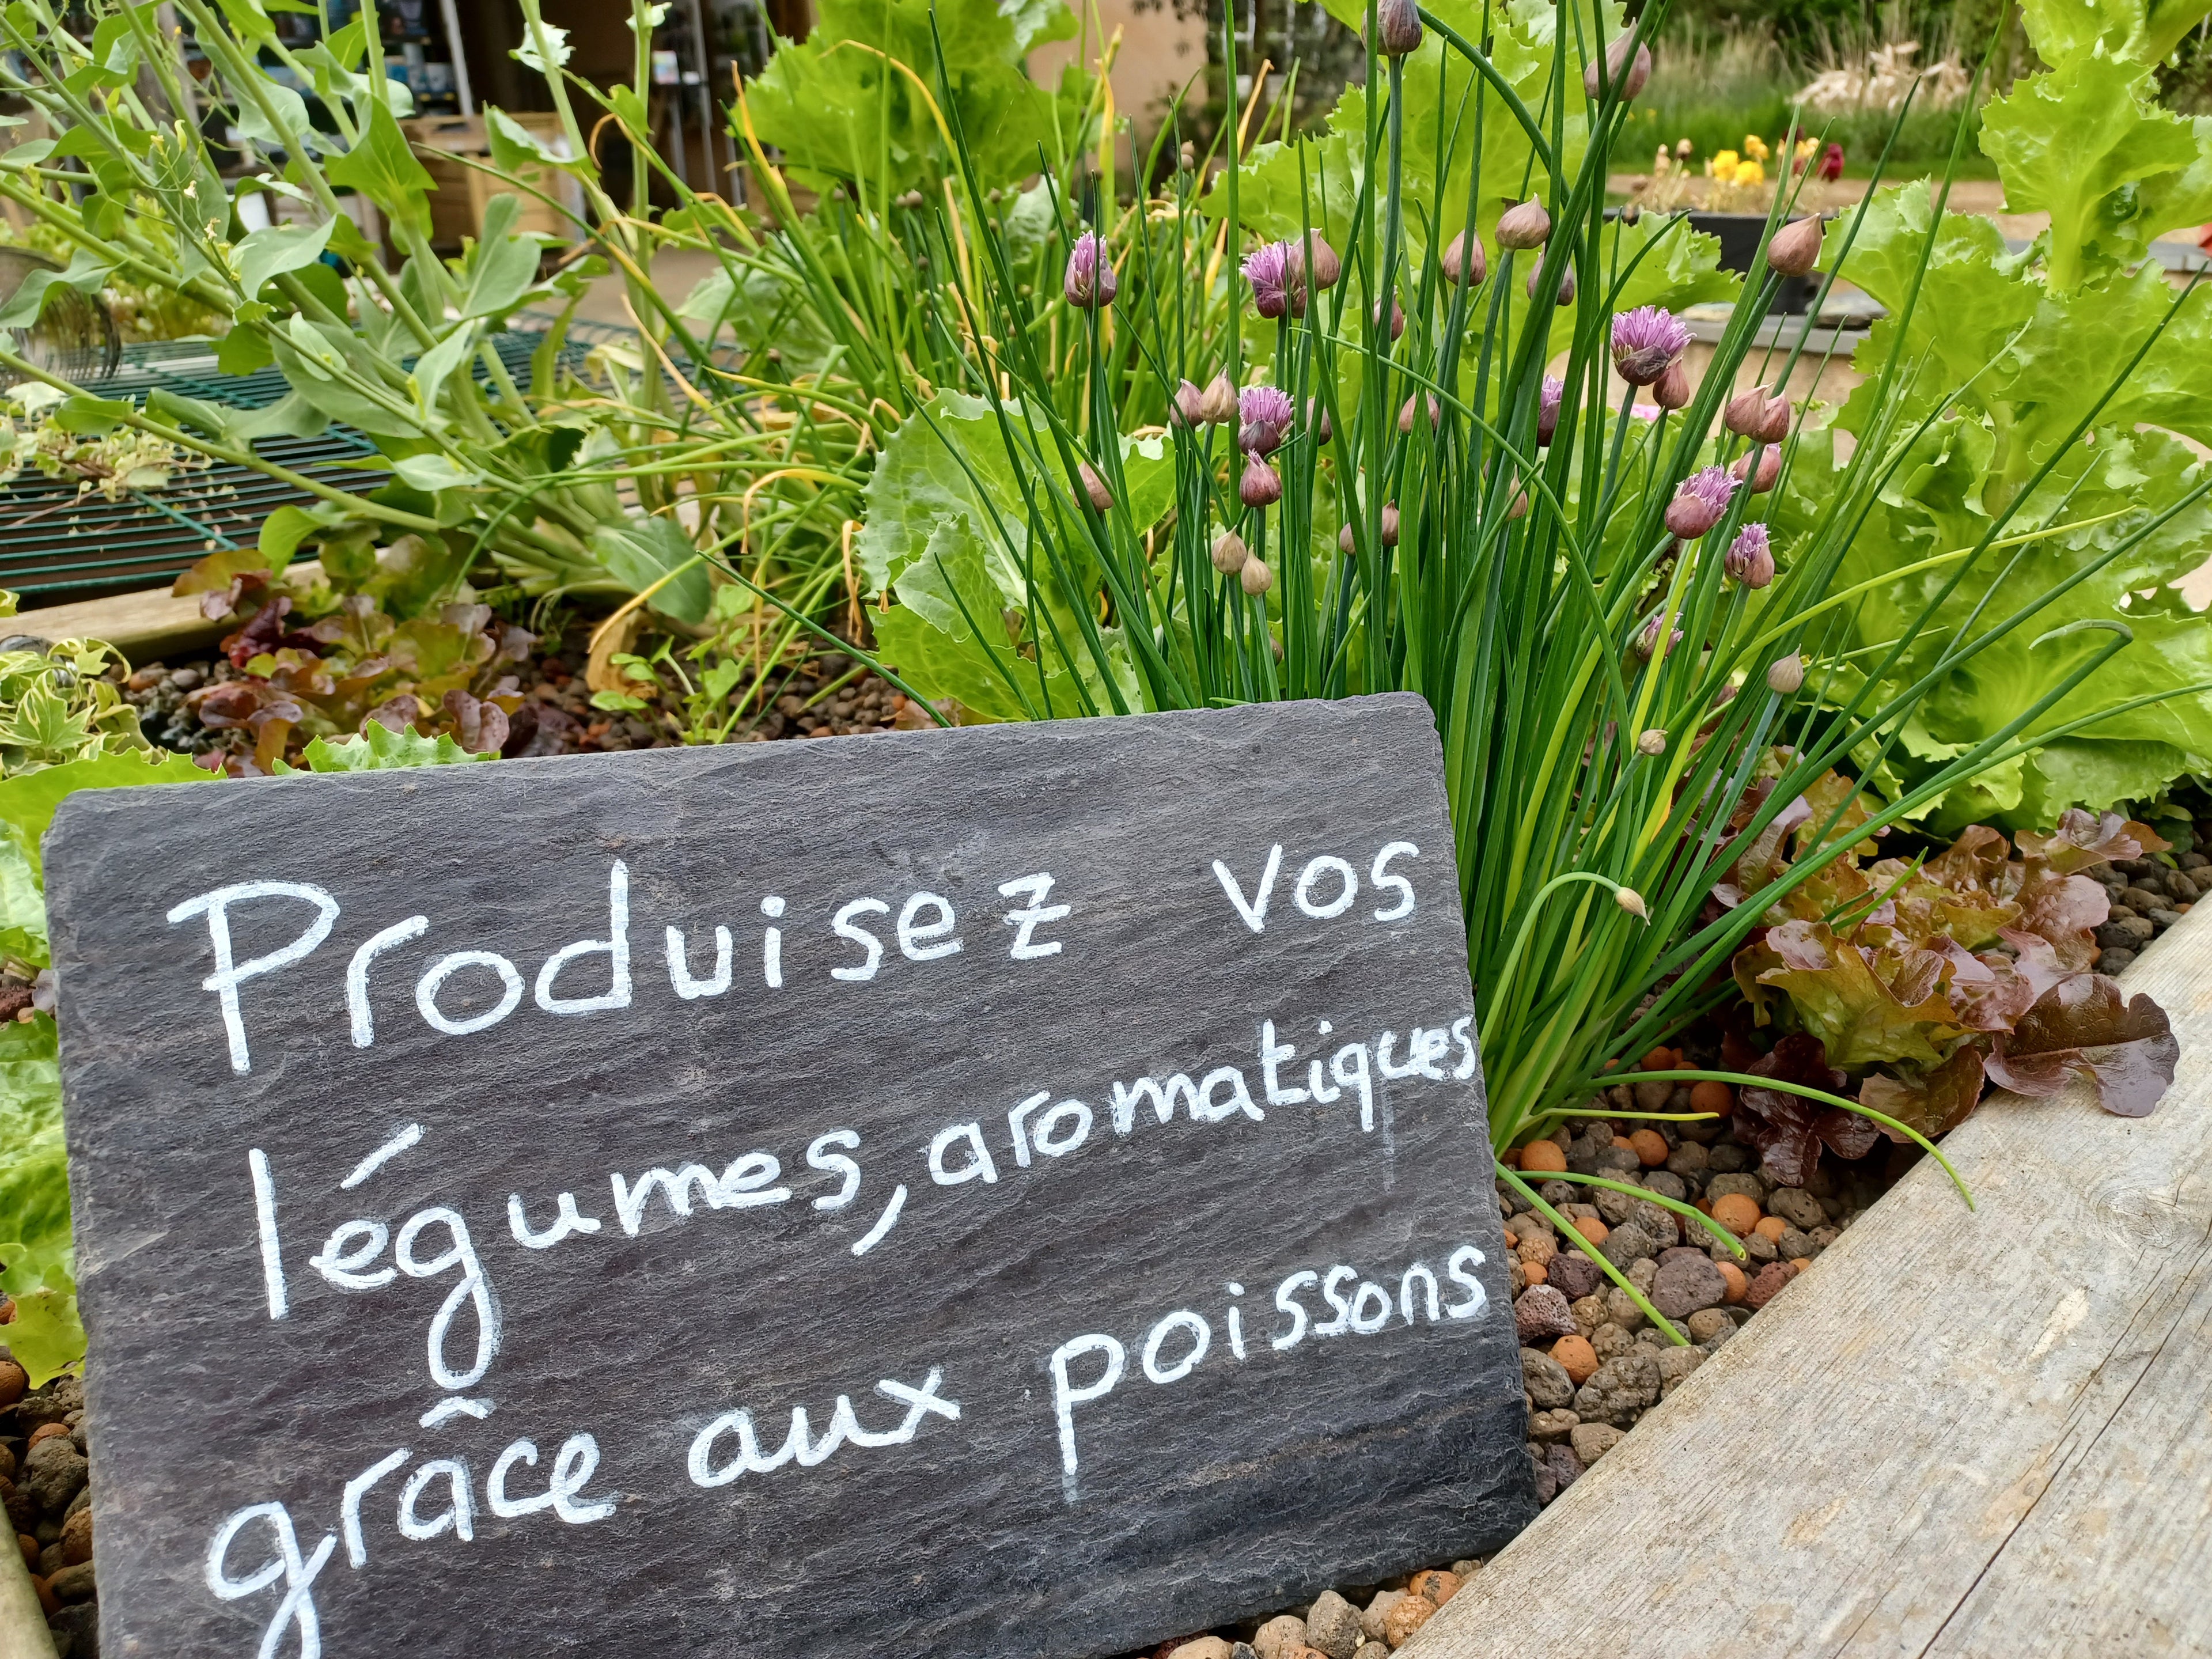 Produisez vos
légumes, aromatiques
grâce aux poissons